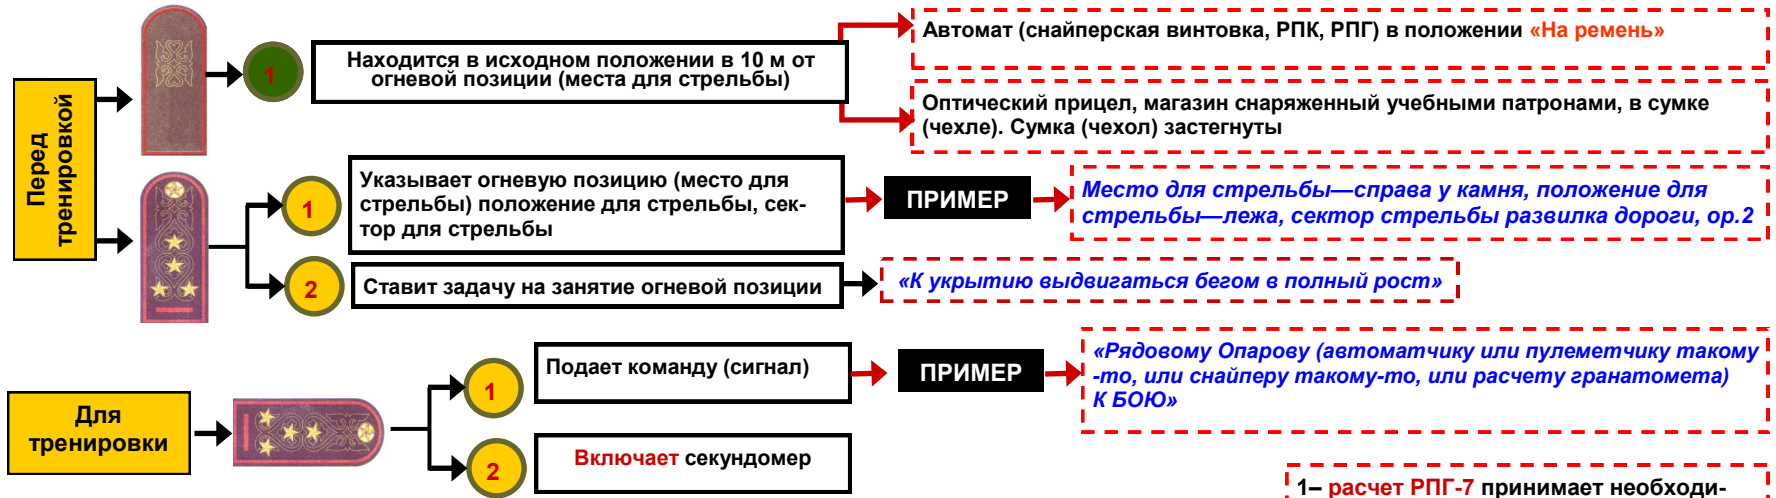 Перед
тренировкой
1
Находится в исходном положении в 10 м от
огневой позиции (места для стрельбы)
Автомат (снайперская винтовка, РПК, РПГ) в положении «На ремень»
Оптический прицел, магазин снаряженный учебными патронами, в сумке
(чехле). Сумка (чехол) застегнуты
1
Указывает огневую позицию (место для
стрельбы) положение для стрельбы, сек-
тор для стрельбы
ПРИМЕР
Место для стрельбы—справа у камня, положение для
стрельбы—лежа, сектор стрельбы развилка дороги, ор.2
2
Ставит задачу на занятие огневой позиции
«К укрытию выдвигаться бегом в полный рост»
Для
тренировки
1
Подает команду (сигнал)
ПРИМЕР
«Рядовому Опарову (автоматчику или пулеметчику такому
-то, или снайперу такому-то, или расчету гранатомета)
К БОЮ»
2
Включает секундомер
1– расчет РПГ-7 принимает необходи-